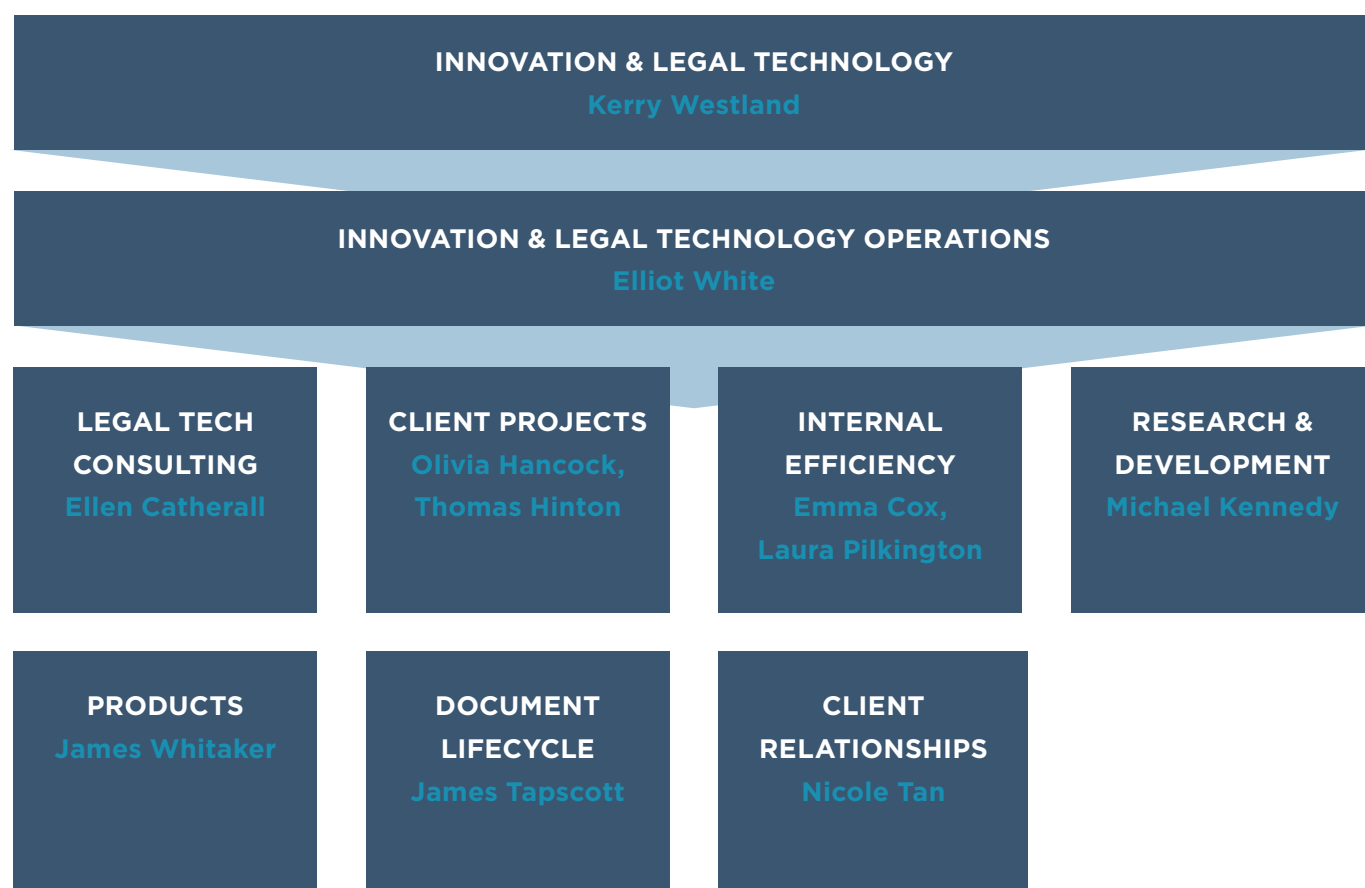 INNOVATION & LEGAL TECHNOLOGY
Kerry Westland
INNOVATION & LEGAL TECHNOLOGY OPERATIONS
Elliot White
LEGAL TECH
CONSULTING
Ellen Catherall
CLIENT PROJECTS
Olivia Hancock,
Thomas Hinton
INTERNAL
EFFICIENCY
Emma Cox,
Laura Pilkington
RESEARCH &
DEVELOPMENT
Michael Kennedy
PRODUCTS
James Whitaker
DOCUMENT
LIFECYCLE
James Tapscott
CLIENT
RELATIONSHIPS
Nicole Tan